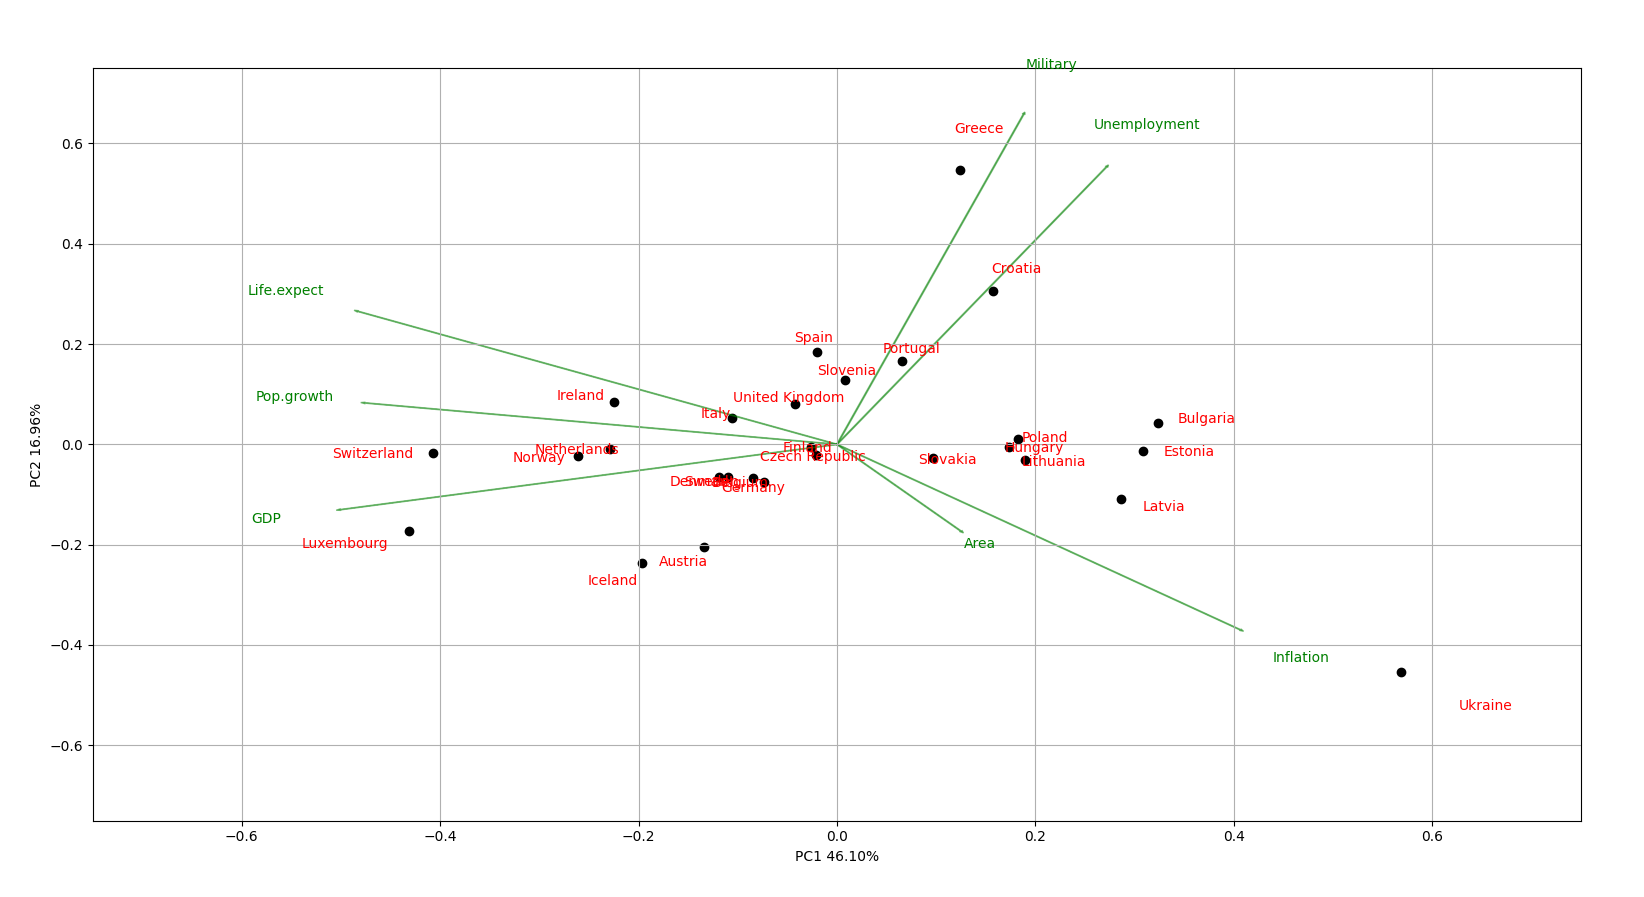 Military
Greece
Unemployment
0.6
Croatia
0.4
Life.expect
Spain
Portugal
0.2
Slovenia
Pop.growth
Ireland
United Kingdom
Italy
Bulgaria
Poland
0.0
Switzerland
Netherlands
Norway
Finland
Czech Republic
Slovakia
Hungary
Lithuania
Estonia
Denmark
Sweden
Belgium
Germany
Latvia
GDP
Luxembourg
−0.2
Area
Austria
Iceland
−0.4
Inflation
Ukraine
−0.6
PC2 16.96%
−0.6
−0.4
−0.2
0.0
0.2
0.4
0.6
PC1 46.10%